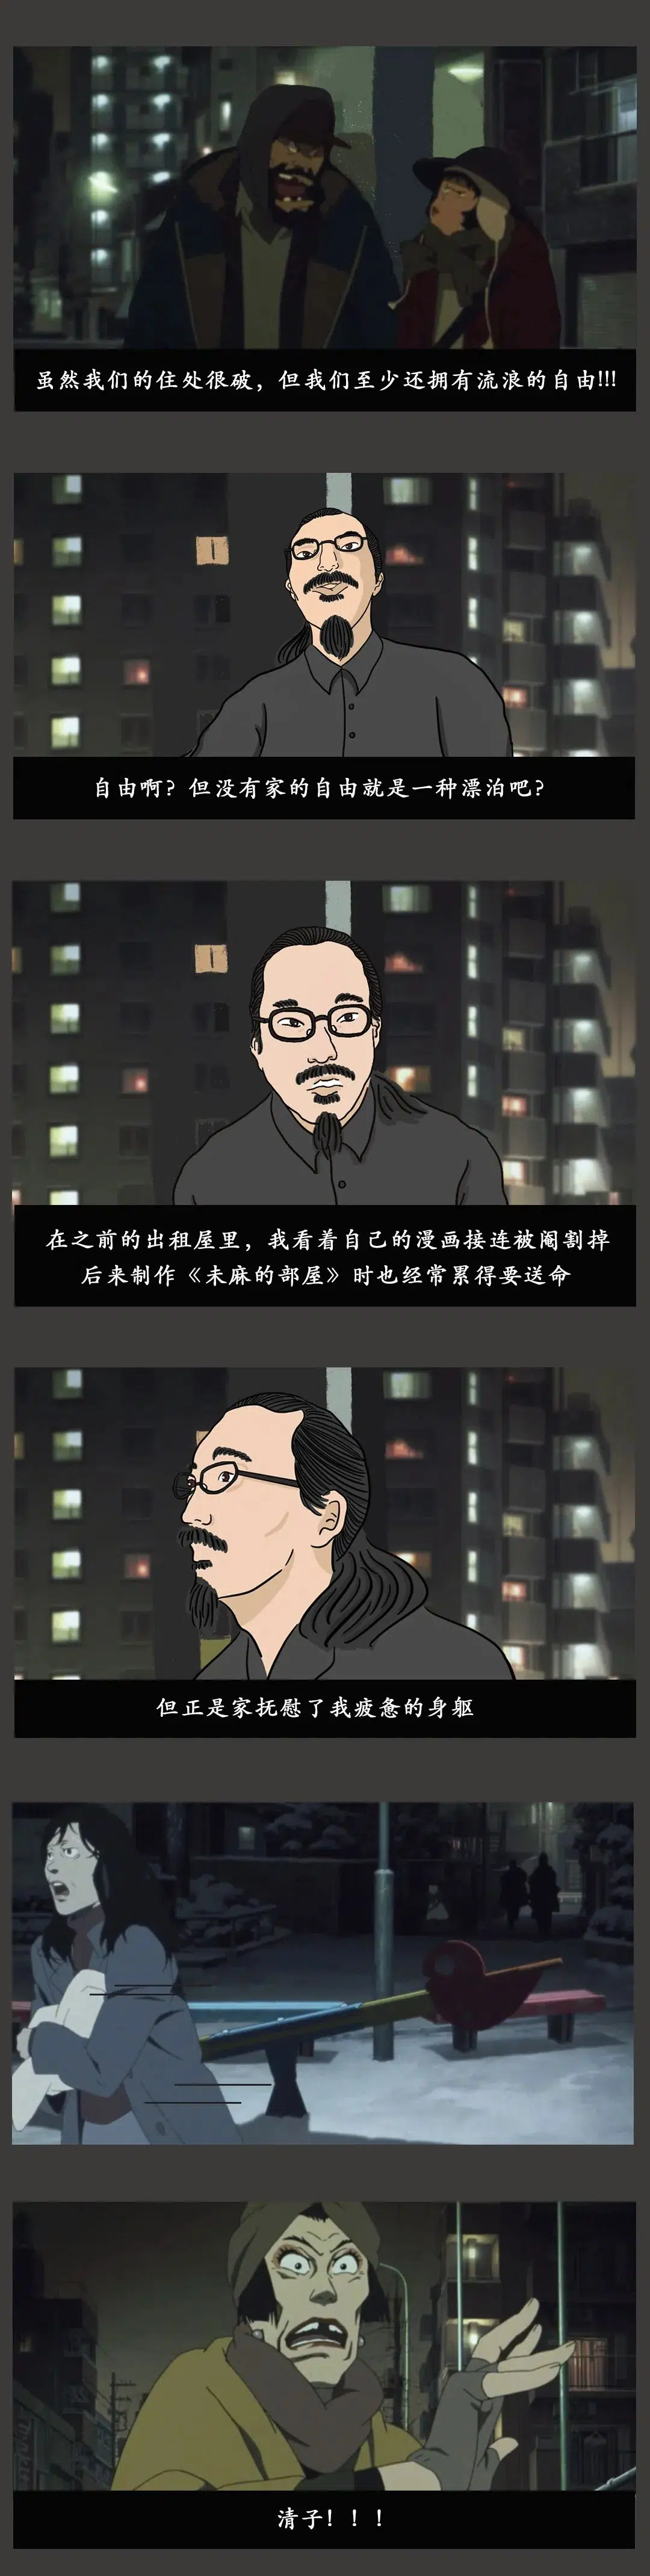 虽然我们的住处很破，但我们至少还拥有流浪的自由!!!
自由啊？但没有家的自由就是一种漂泊吧？
在之前的出租屋里，我看着自己的漫画接连被阉割掉
后来制作《未麻的部屋》时也经常累得要送命
但正是家抚慰了我疲惫的身躯
清子！！！